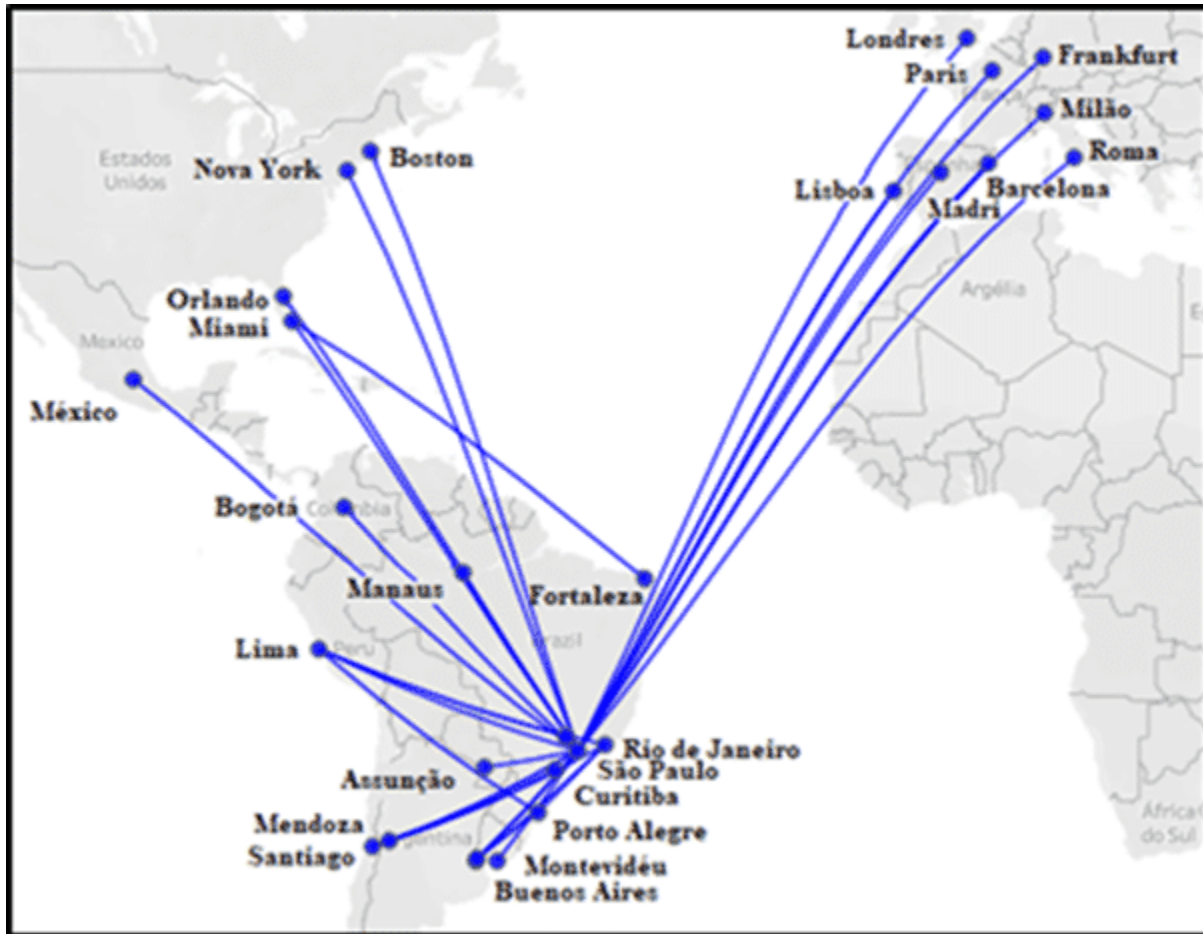 Londres
Frankfurt
Paris
França
Milão
Boston
Estados
Unidos
Nova York
Roma
Lisboa
Barcelona
Madri
Orlando
Argélia
Miami
Mexico
México
Bogotá
Colombia
Manaus
Fortaleza
Brazil
Lima
Peru
Rio de Janeiro
São Paulo
Assunção
Curitiba
Mendoza
Porto Alegre
Santiago
Montevidéu
Buenos Aires
África
do Sul